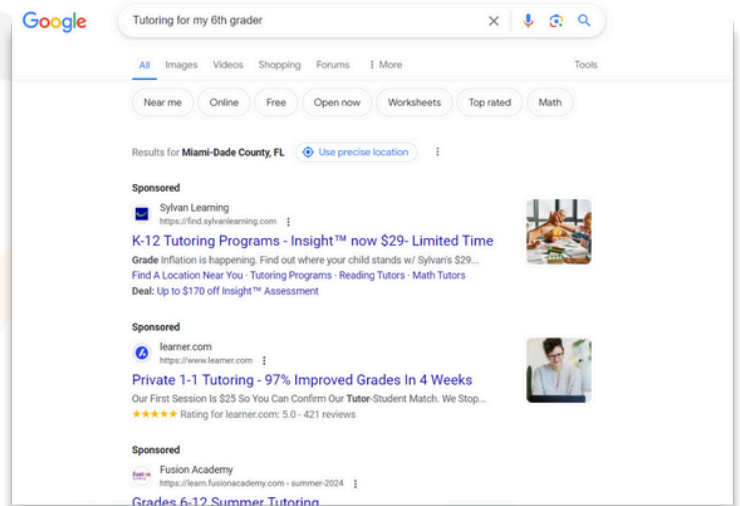 Google
Tutoring for my 6th grader
All Images Videos Shopping Forums More Tools
Near me Online Free Open now Worksheets Top rated Math
Results for Miami-Dade County, FL Use precise location
Sponsored
Sylvan Learning
https://find.sylvanlearning.com
K-12 Tutoring Programs - Insight™ now $29- Limited Time
Grade Inflation is happening. Find out where your child stands w/ Sylvan's $29...
Find A Location Near You · Tutoring Programs · Reading Tutors · Math Tutors
Deal: Up to $170 off Insight™ Assessment
Sponsored
learner.com
https://www.learner.com
Private 1-1 Tutoring - 97% Improved Grades In 4 Weeks
Our First Session Is $25 So You Can Confirm Our Tutor-Student Match. We Stop...
★★★★★ Rating for learner.com: 5.0 - 421 reviews
Sponsored
Fusion Academy
https://learn.fusionacademy.com › summer-2024
Grades 6-12 Summer Tutoring